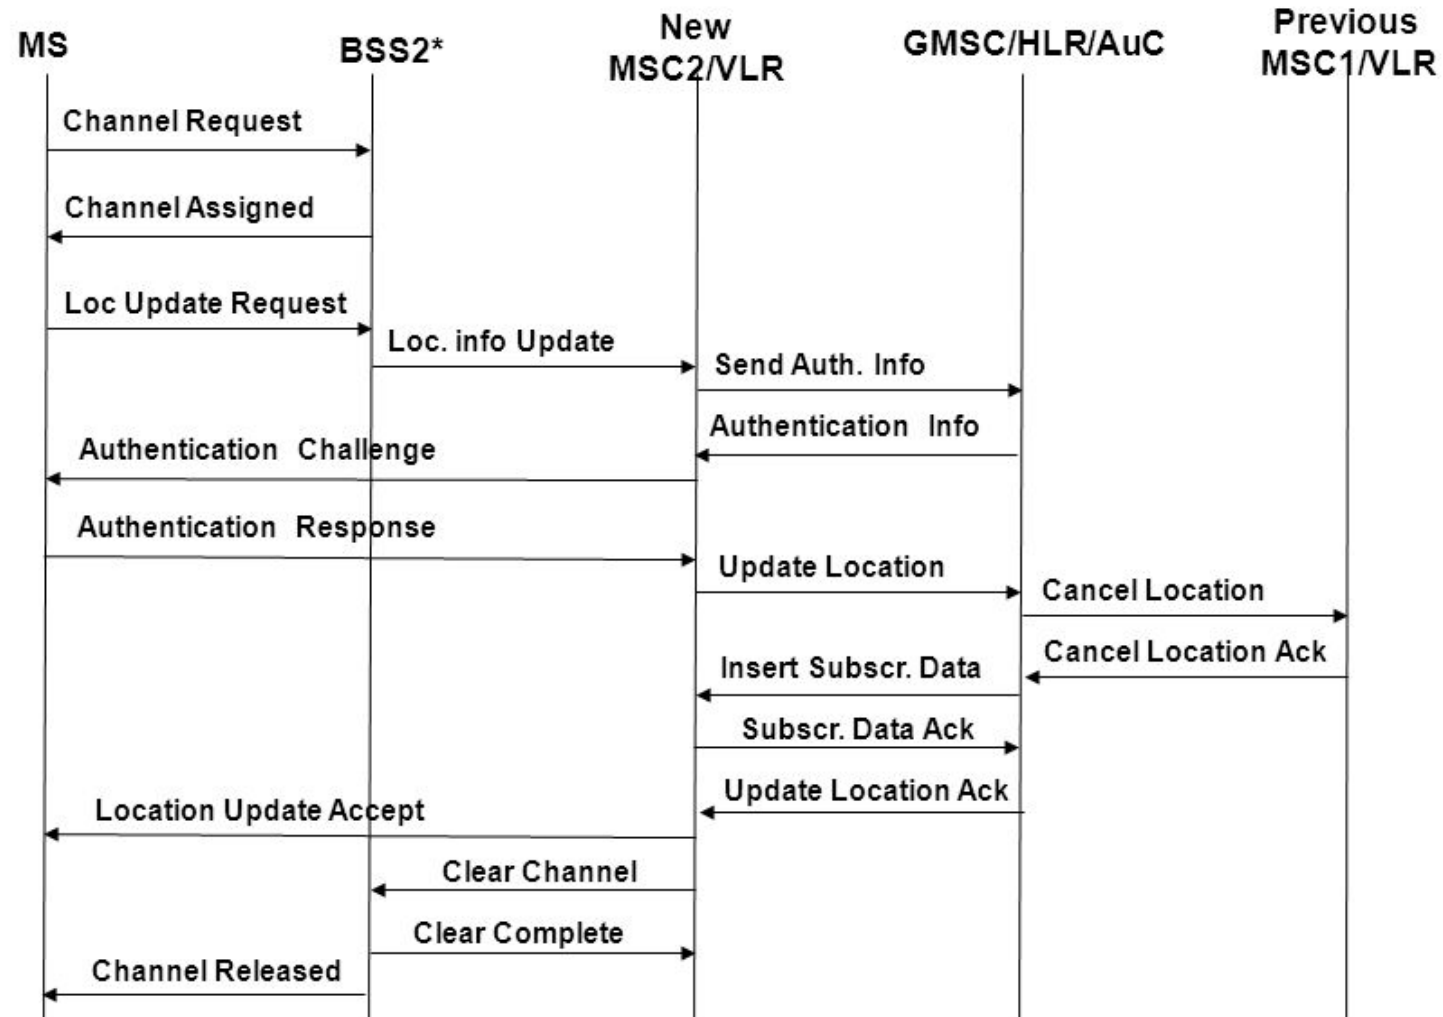 MS
BSS2*
New
MSC2/VLR
GMSC/HLR/AuC
Previous
MSC1/VLR
Channel Request
Channel Assigned
Loc Update Request
Loc. info Update
Send Auth. Info
Authentication Info
Authentication Challenge
Authentication Response
Update Location
Cancel Location
Cancel Location Ack
Insert Subscr. Data
Subscr. Data Ack
Update Location Ack
Location Update Accept
Clear Channel
Clear Complete
Channel Released